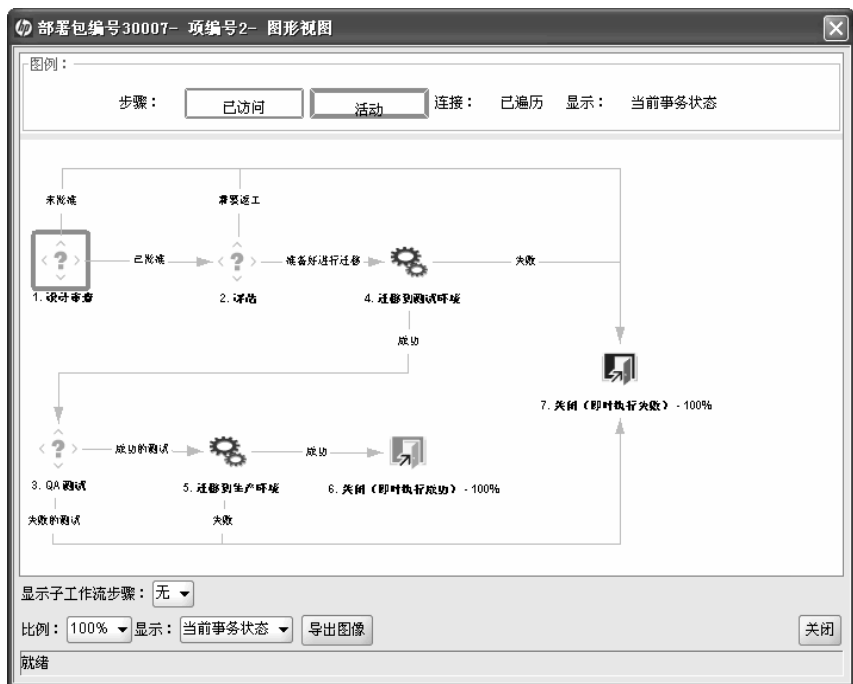 部署包编号30007- 项编号2- 图形视图
图例：
步骤： 已访问 活动 连接： 已遍历 显示： 当前事务状态
未批准 需要返工
已批准 准备好进行迁移 失败
1. 设计审查 2. 评估 4. 迁移到测试环境
成功
7. 关闭（即时执行失败） - 100%
成功的测试 成功
3. QA 测试 5. 迁移到生产环境 6. 关闭（即时执行成功） - 100%
失败的测试 失败
显示子工作流步骤： 无
比例： 100% 显示： 当前事务状态 导出图像 关闭
就绪